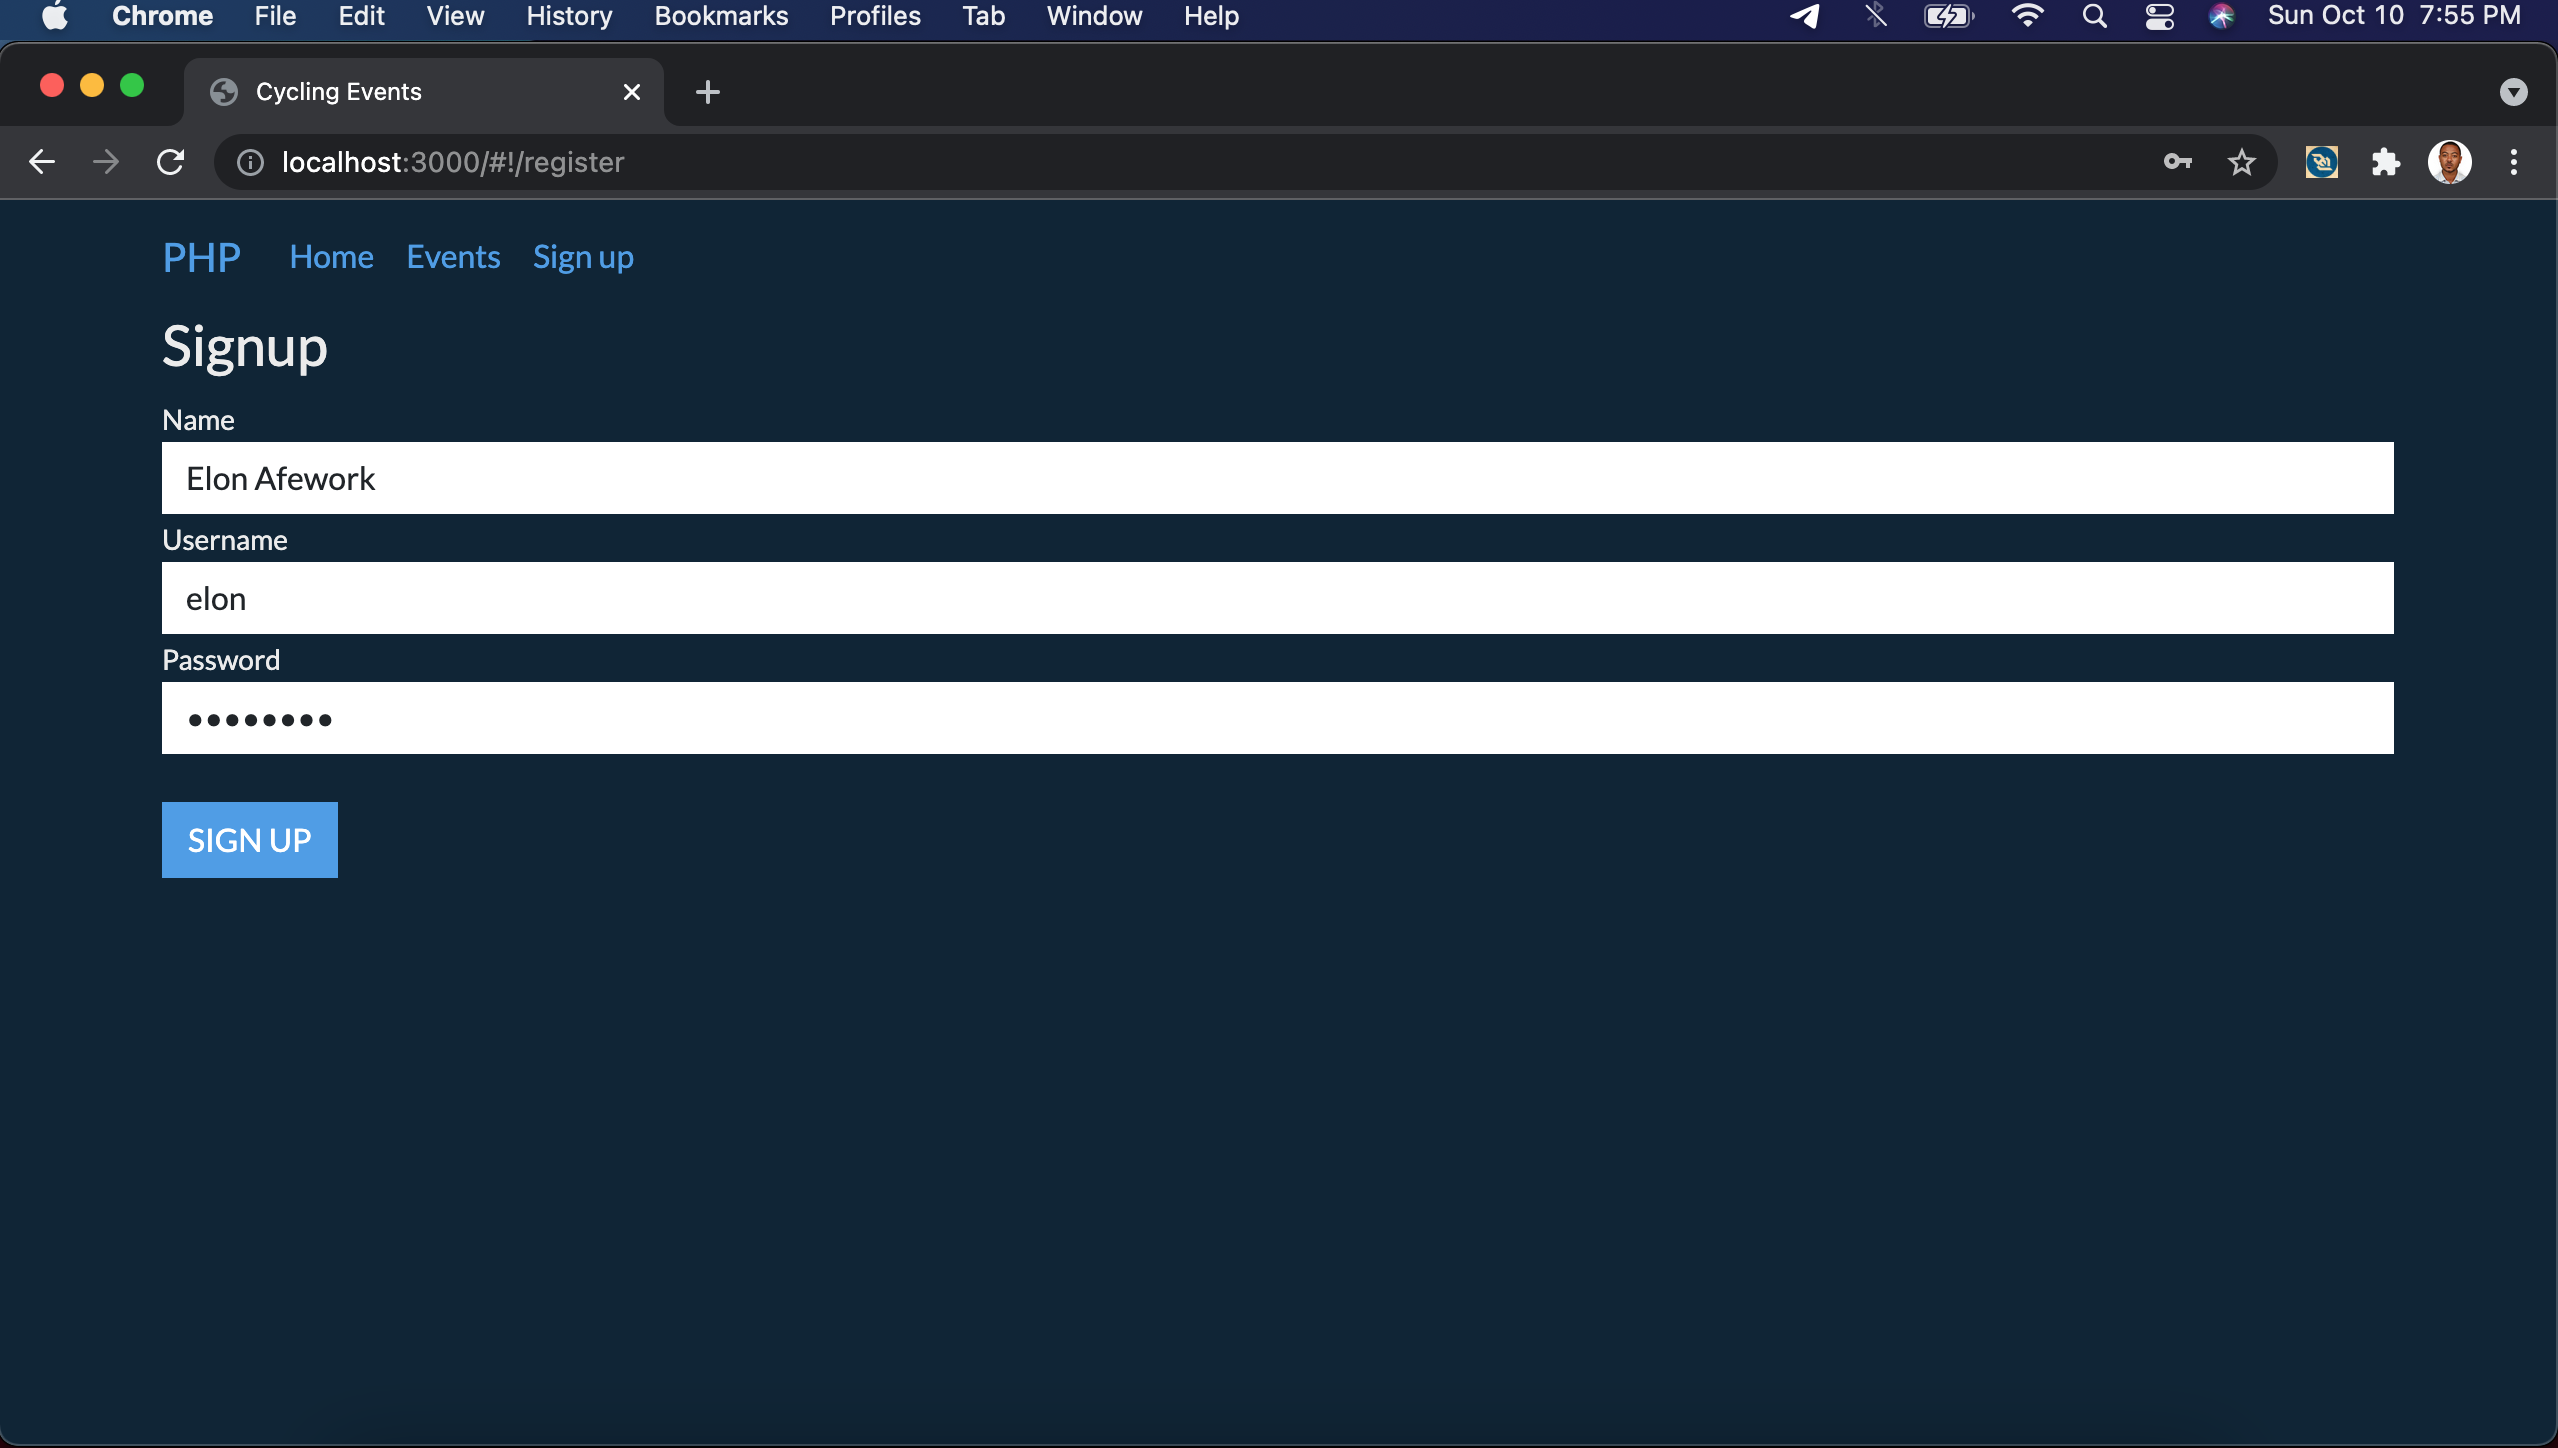 Chrome File Edit View History Bookmarks Profiles Tab Window Help Sun Oct 10 7:55 PM
Cycling Events
localhost:3000/#!/register
PHP Home Events Sign up
Signup
Name
Elon Afework
Username
elon
Password
••••••••
SIGN UP